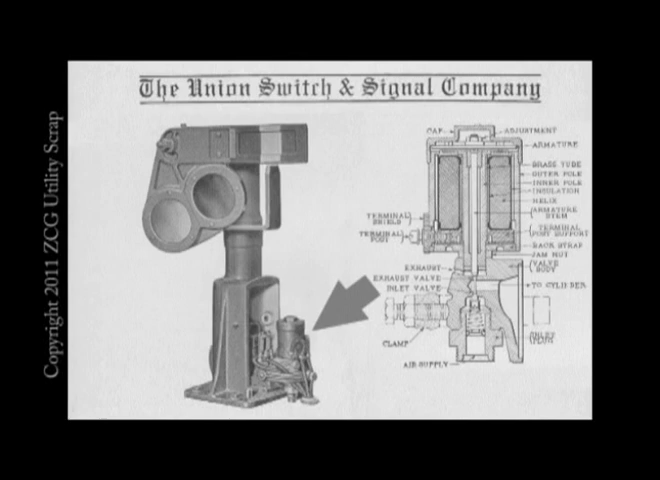 Copyright 2011 ZCG Utility Scrap
The Union Switch & Signal Company
CAP
ADJUSTMENT
ARMATURE
BRASS TUBE
OUTER POLE
INNER POLE
INSULATION
HELIX
ARMATURE
STEM
TERMINAL
SHIELD
TERMINAL
POST SUPPORT
TERMINAL
POST
BACK STRAP
JAM NUT
EXHAUST
VALVE
BODY
EXHAUST VALVE
INLET VALVE
TO CYLINDER
CLAMP
INLET
PLUG
AIR SUPPLY